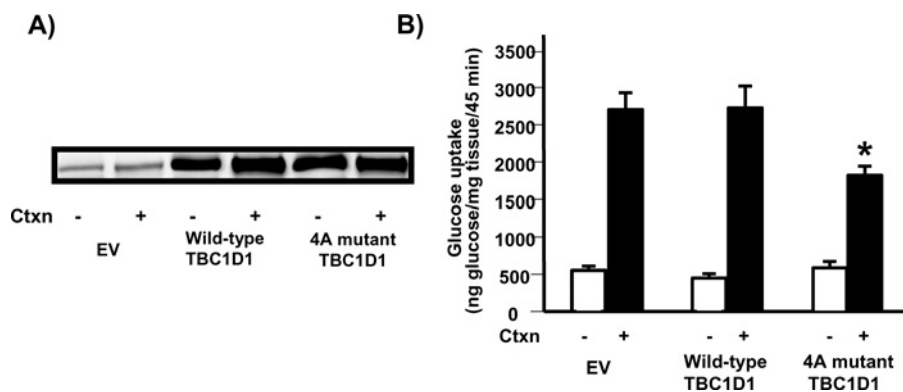 A)
Ctxn - + - + - +
EV Wild-type TBC1D1 4A mutant TBC1D1
B)
Glucose uptake
(ng glucose/mg tissue/45 min)
3500
3000
2500
2000
1500
1000
500
0
*
Ctxn - + - + - +
EV Wild-type TBC1D1 4A mutant TBC1D1